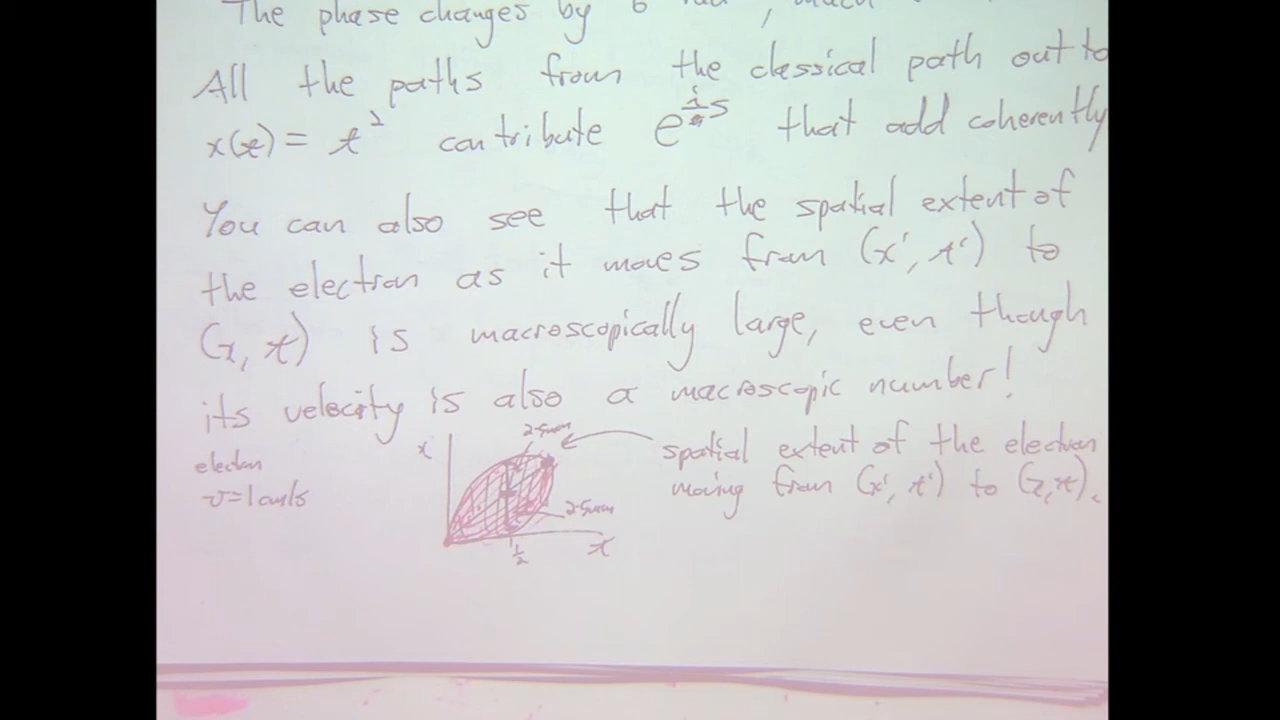 The phase changes by
All the paths from the classical path out to
x(t) = t² contribute e^{\frac{i}{ħ}S} that add coherently
You can also see that the spatial extent of
the electron as it moves from (x', t') to
(x, t) is macroscopically large, even though
its velocity is also a macroscopic number!
electron
v=1cm/s
x
2.5mm
2.5mm
1/2
t
spatial extent of the electron
moving from (x', t') to (x,t).